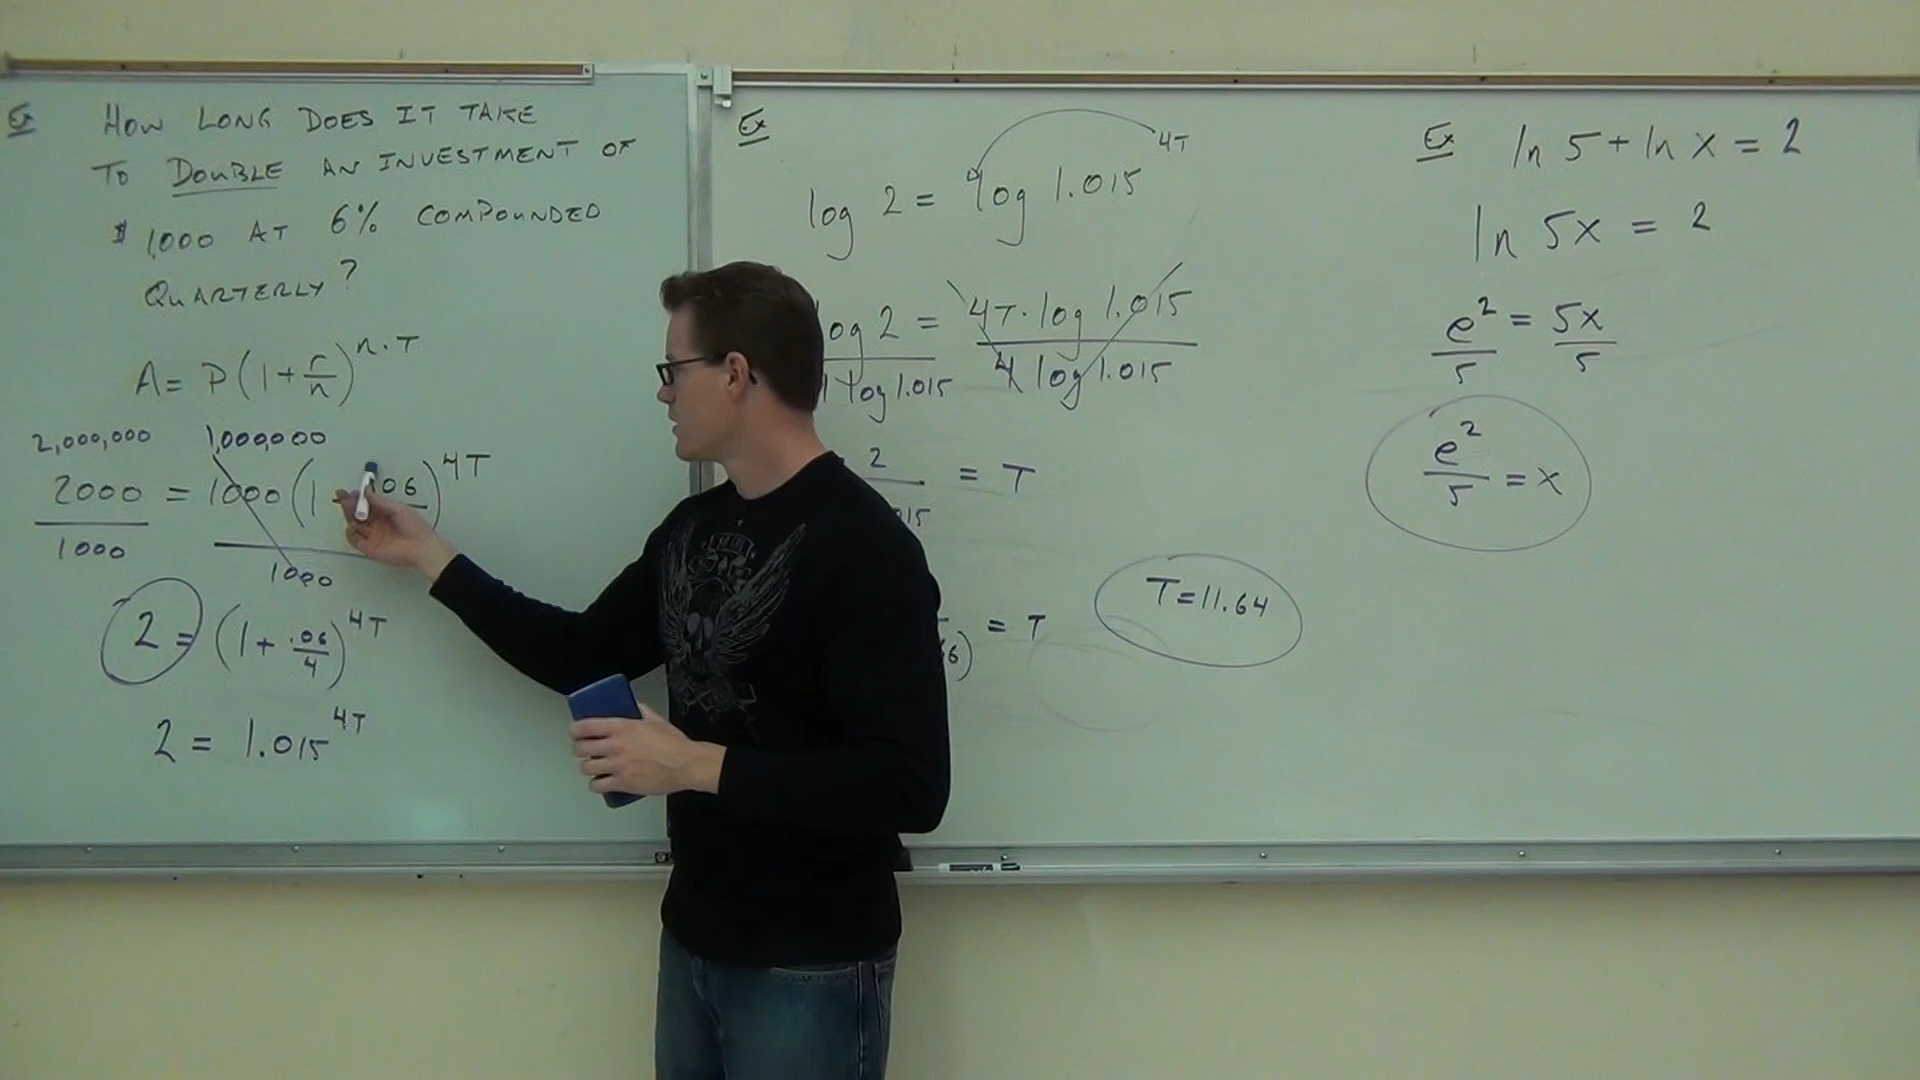 Ex HOW LONG DOES IT TAKE
TO DOUBLE AN INVESTMENT OF
$1,000 AT 6% COMPOUNDED
QUARTERLY?
A = P(1 + r/n)^n·T
2,000,000 1,000,000
2000/1000 = 1000(1 .06)^4T/1000
2 = (1 + .06/4)^4T
2 = 1.015^4T
Ex
log 2 = log 1.015^4T
log 2/4 log 1.015 = 4T·log 1.015/4 log 1.015
2/15 = T
= T
T = 11.64
Ex ln 5 + ln x = 2
ln 5x = 2
e^2/5 = 5x/5
e^2/5 = x